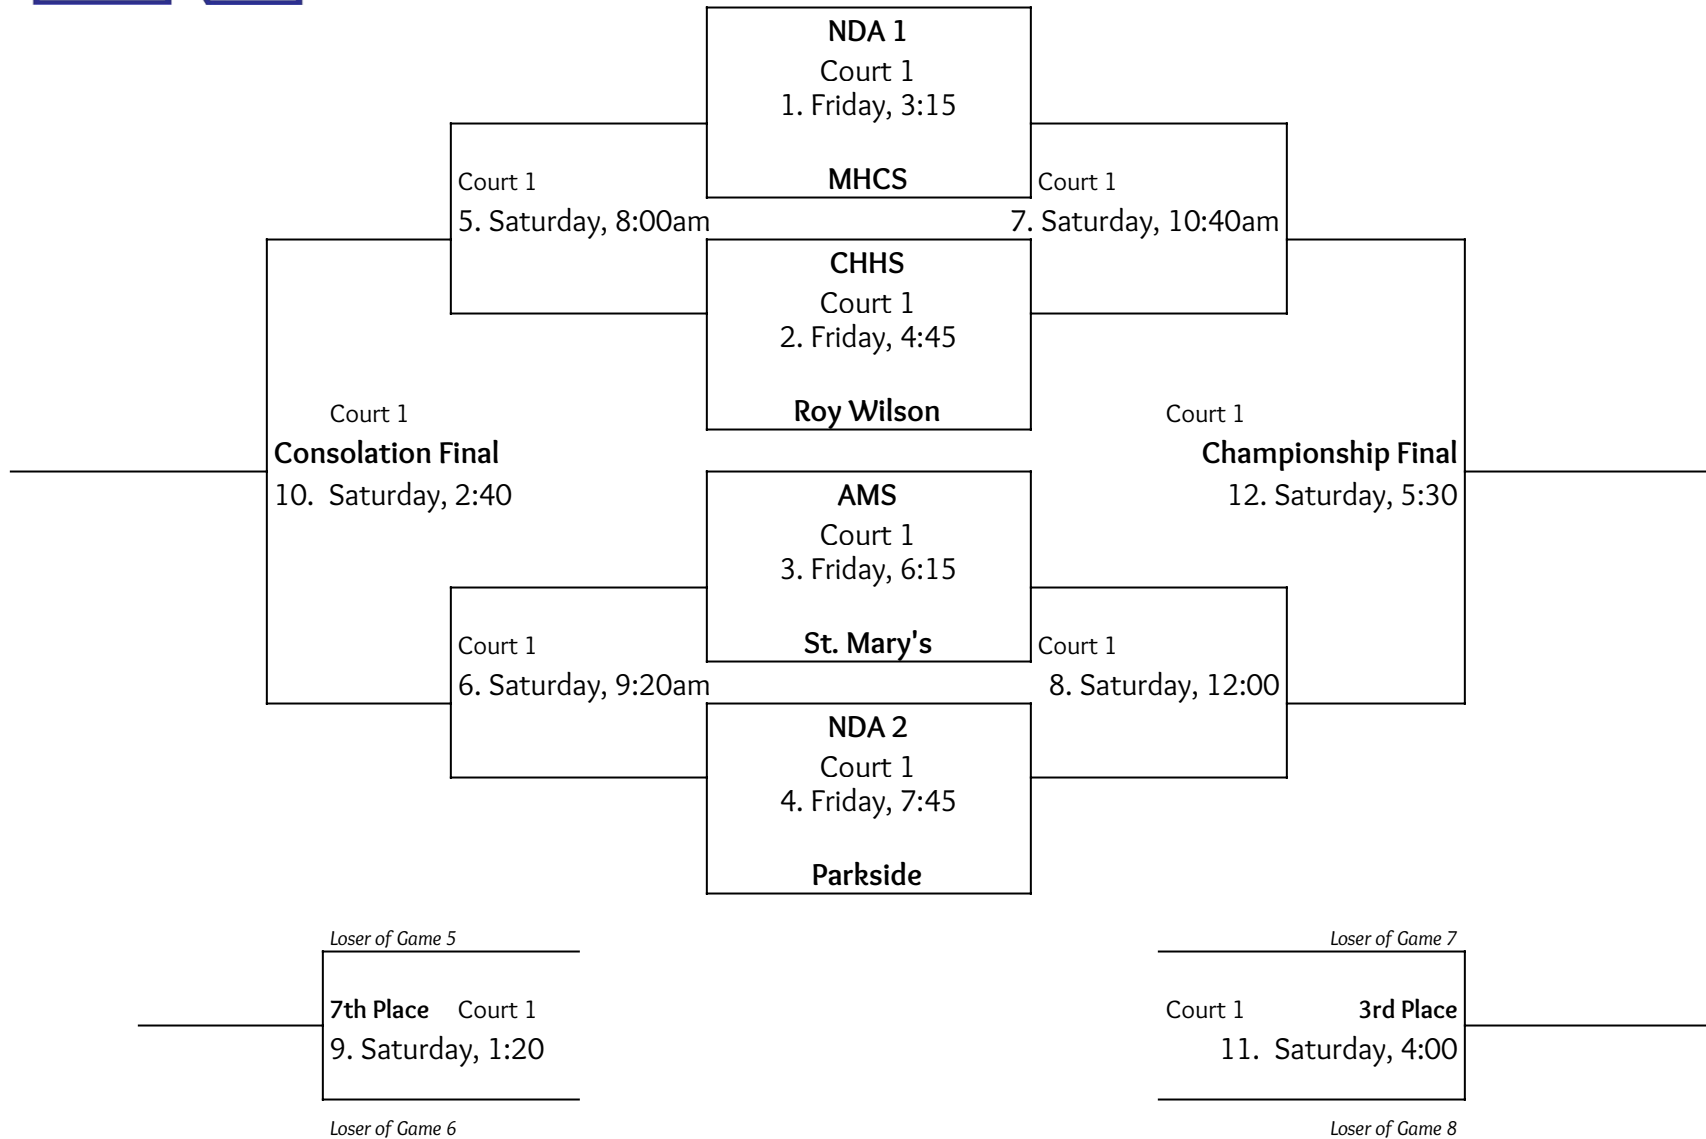 NDA 1
Court 1
1. Friday, 3:15
MHCS
Court 1
5. Saturday, 8:00am
Court 1
7. Saturday, 10:40am
CHHS
Court 1
2. Friday, 4:45
Roy Wilson
Court 1
Consolation Final
10. Saturday, 2:40
Court 1
Championship Final
12. Saturday, 5:30
AMS
Court 1
3. Friday, 6:15
St. Mary's
Court 1
6. Saturday, 9:20am
Court 1
8. Saturday, 12:00
NDA 2
Court 1
4. Friday, 7:45
Parkside
Loser of Game 5
7th Place Court 1
9. Saturday, 1:20
Loser of Game 6
Loser of Game 7
Court 1 3rd Place
11. Saturday, 4:00
Loser of Game 8